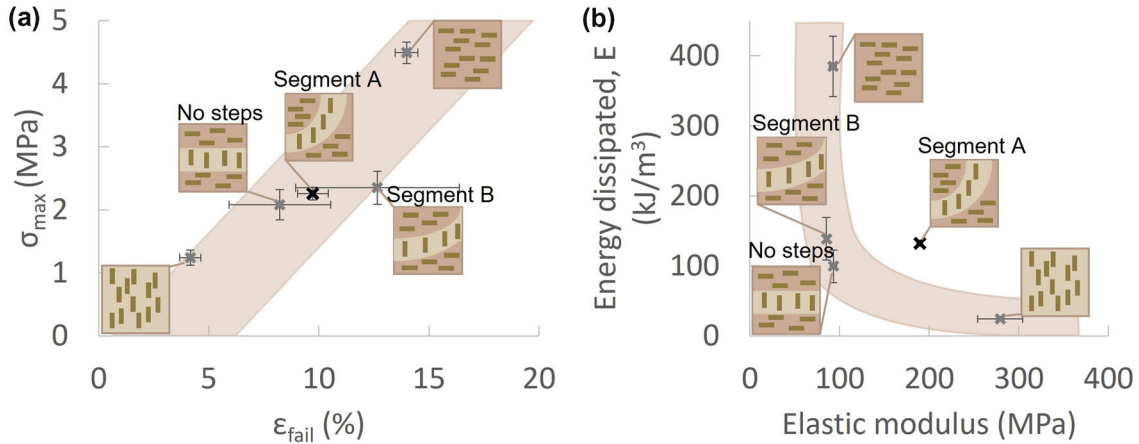 (a)
σmax (MPa)
5
4
3
2
1
0
0 5 10 15 20
εfail (%)
Segment A
No steps
Segment B
(b)
Energy dissipated, E
(kJ/m³)
400
300
200
100
0
0 100 200 300 400
Elastic modulus (MPa)
Segment B
Segment A
No steps